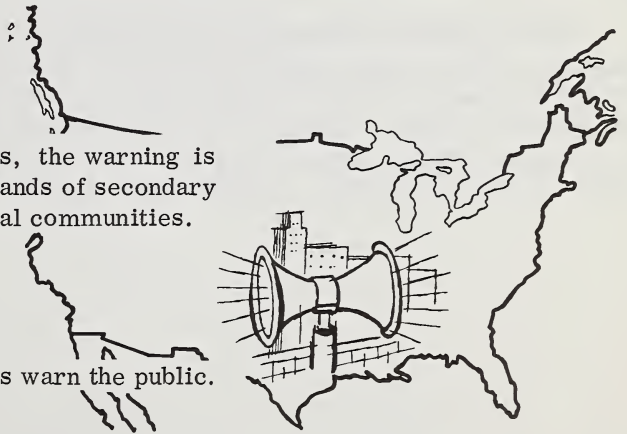 s, the warning is
ands of secondary
al communities.
s warn the public.